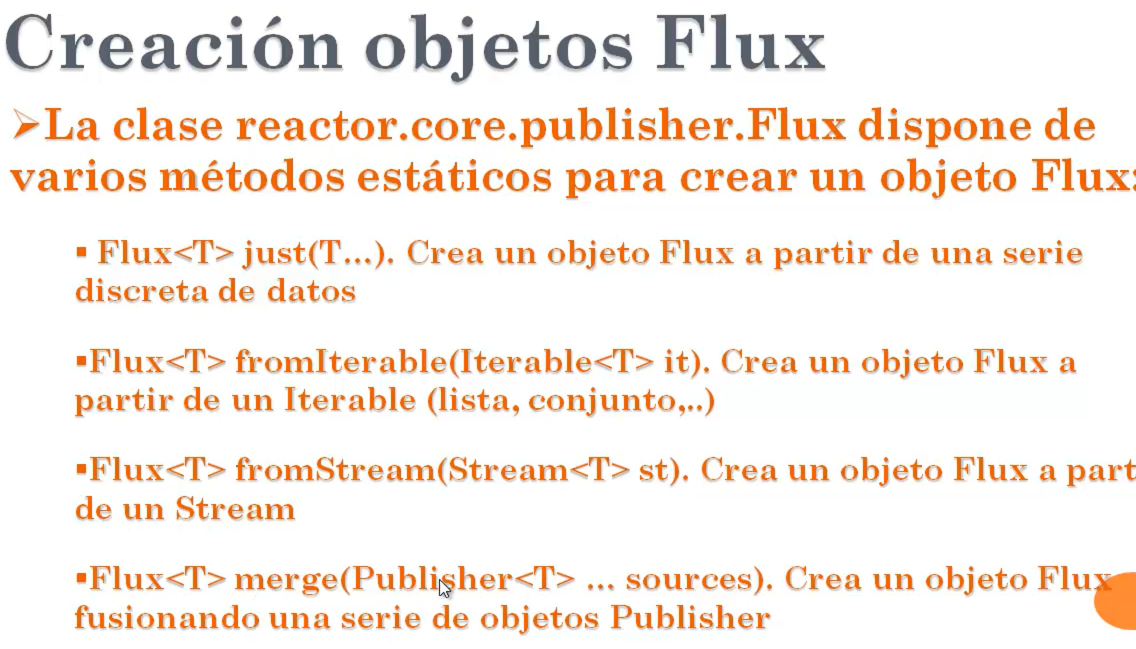 Creación objetos Flux
➢La clase reactor.core.publisher.Flux dispone de
varios métodos estáticos para crear un objeto Flux:
▪ Flux<T> just(T...). Crea un objeto Flux a partir de una serie
discreta de datos
▪Flux<T> fromIterable(Iterable<T> it). Crea un objeto Flux a
partir de un Iterable (lista, conjunto,..)
▪Flux<T> fromStream(Stream<T> st). Crea un objeto Flux a part
de un Stream
▪Flux<T> merge(Publisher<T> ... sources). Crea un objeto Flux
fusionando una serie de objetos Publisher